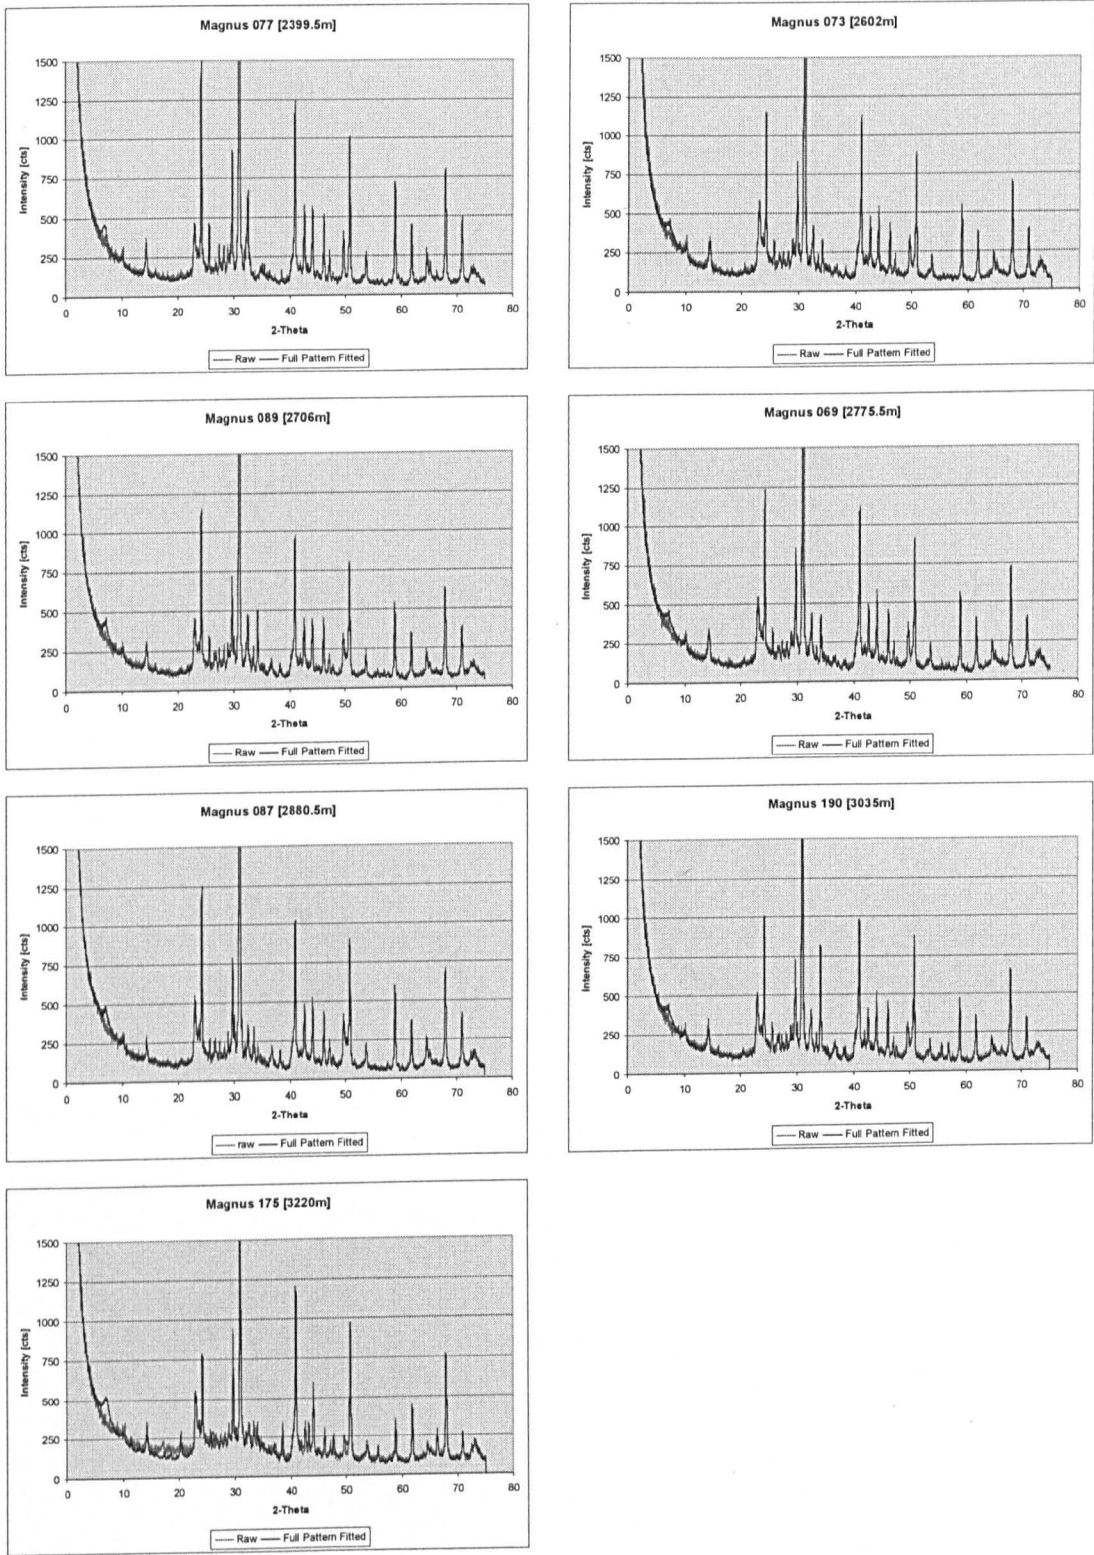 Magnus 077 [2399.5m]
Intensity [cts]
1500
1250
1000
750
500
250
0
0 10 20 30 40 50 60 70 80
2-Theta
Raw Full Pattern Fitted
Magnus 073 [2602m]
Intensity [cts]
1500
1250
1000
750
500
250
0
0 10 20 30 40 50 60 70 80
2-Theta
Raw Full Pattern Fitted
Magnus 089 [2706m]
Intensity [cts]
1500
1250
1000
750
500
250
0
0 10 20 30 40 50 60 70 80
2-Theta
Raw Full Pattern Fitted
Magnus 069 [2775.5m]
Intensity [cts]
1500
1250
1000
750
500
250
0
0 10 20 30 40 50 60 70 80
2-Theta
Raw Full Pattern Fitted
Magnus 087 [2880.5m]
Intensity [cts]
1500
1250
1000
750
500
250
0
0 10 20 30 40 50 60 70 80
2-Theta
raw Full Pattern Fitted
Magnus 190 [3035m]
Intensity [cts]
1500
1250
1000
750
500
250
0
0 10 20 30 40 50 60 70 80
2-Theta
Raw Full Pattern Fitted
Magnus 175 [3220m]
Intensity [cts]
1500
1250
1000
750
500
250
0
0 10 20 30 40 50 60 70 80
2-Theta
Raw Full Pattern Fitted